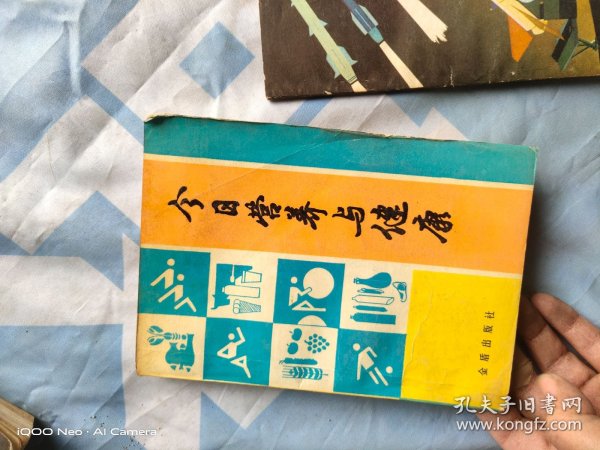 今日营养与健康
金盾出版社
iQOO Neo · AI Camera
孔夫子旧书网
www.kongfz.com